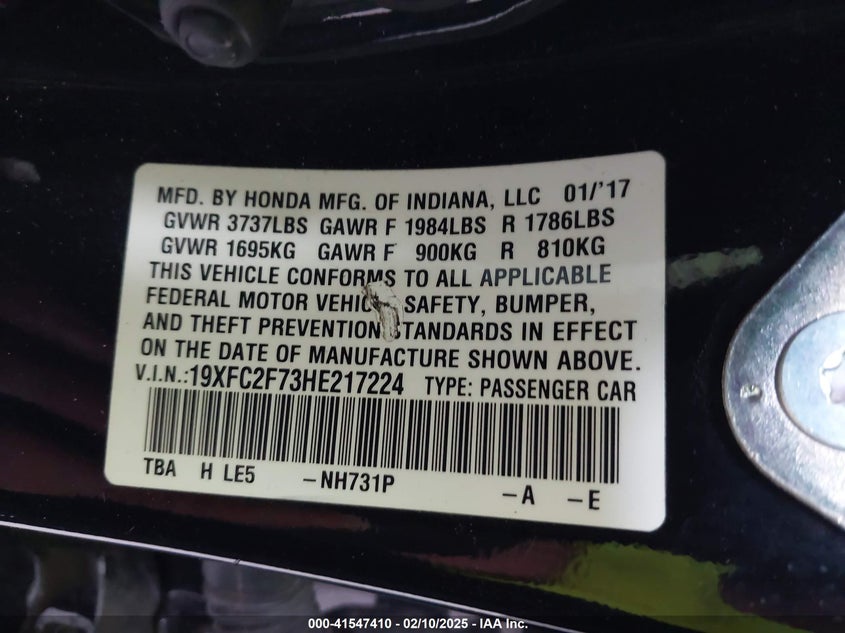 MFD. BY HONDA MFG. OF INDIANA, LLC 01/'17
GVWR 3737LBS GAWR F 1984LBS R 1786LBS
GVWR 1695KG GAWR F 900KG R 810KG
THIS VEHICLE CONFORMS TO ALL APPLICABLE
FEDERAL MOTOR VEHIC SAFETY, BUMPER,
AND THEFT PREVENTION STANDARDS IN EFFECT
ON THE DATE OF MANUFACTURE SHOWN ABOVE.
V.I.N.:19XFC2F73HE217224 TYPE: PASSENGER CAR
TBA H LE5 -NH731P -A -E
000-41547410 - 02/10/2025 - IAA Inc.